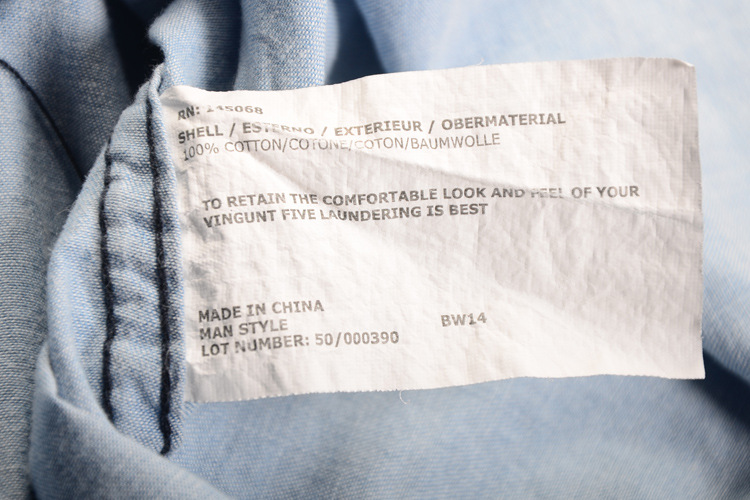 RN: 145068
SHELL / ESTERNO / EXTERIEUR / OBERMATERIAL
100% COTTON/COTONE/COTON/BAUMWOLLE
TO RETAIN THE COMFORTABLE LOOK AND FEEL OF YOUR
VINGUNT FIVE LAUNDERING IS BEST
MADE IN CHINA
MAN STYLE
LOT NUMBER: 50/000390
BW14